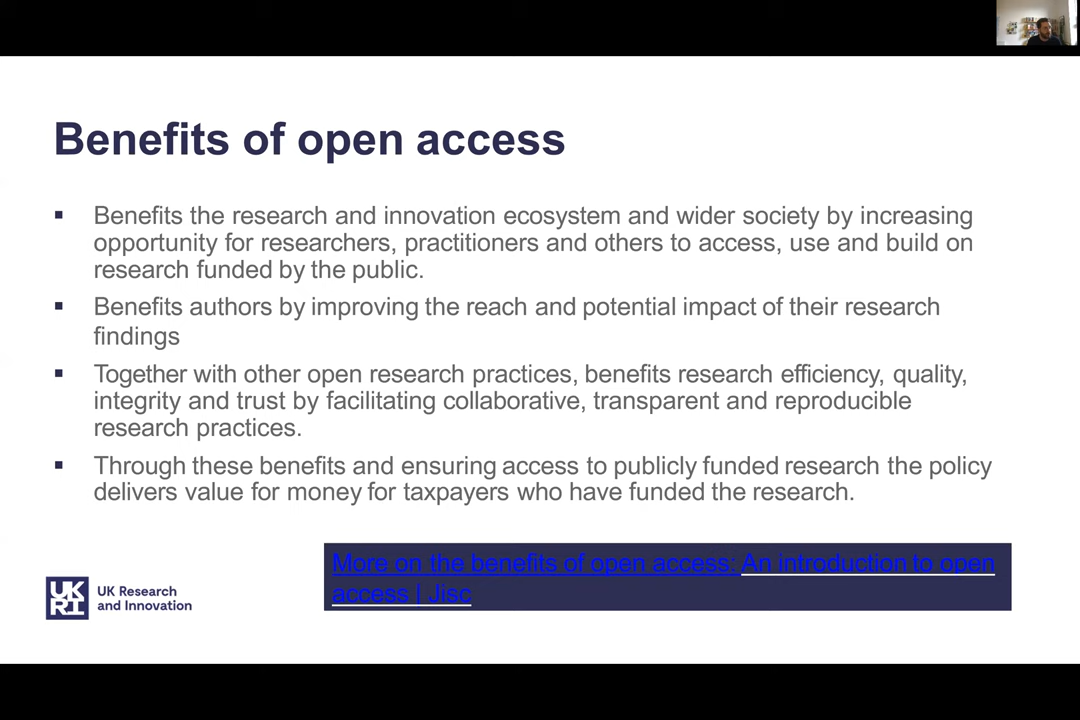 Benefits of open access
▪ Benefits the research and innovation ecosystem and wider society by increasing
opportunity for researchers, practitioners and others to access, use and build on
research funded by the public.
▪ Benefits authors by improving the reach and potential impact of their research
findings
▪ Together with other open research practices, benefits research efficiency, quality,
integrity and trust by facilitating collaborative, transparent and reproducible
research practices.
▪ Through these benefits and ensuring access to publicly funded research the policy
delivers value for money for taxpayers who have funded the research.
More on the benefits of open access: An introduction to open
access | Jisc
UK
RI
UK Research
and Innovation